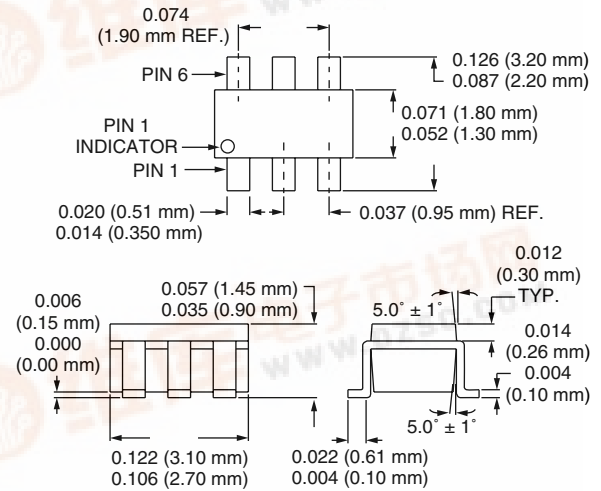 0.074
(1.90 mm REF.)
PIN 6
0.126 (3.20 mm)
0.087 (2.20 mm)
0.071 (1.80 mm)
0.052 (1.30 mm)
PIN 1
INDICATOR
PIN 1
0.020 (0.51 mm)
0.014 (0.350 mm)
0.037 (0.95 mm) REF.
0.012
(0.30 mm)
TYP.
0.057 (1.45 mm)
0.035 (0.90 mm)
5.0° ± 1°
0.006
(0.15 mm)
0.000
(0.00 mm)
0.014
(0.26 mm)
0.004
(0.10 mm)
5.0° ± 1°
0.122 (3.10 mm)
0.106 (2.70 mm)
0.022 (0.61 mm)
0.004 (0.10 mm)